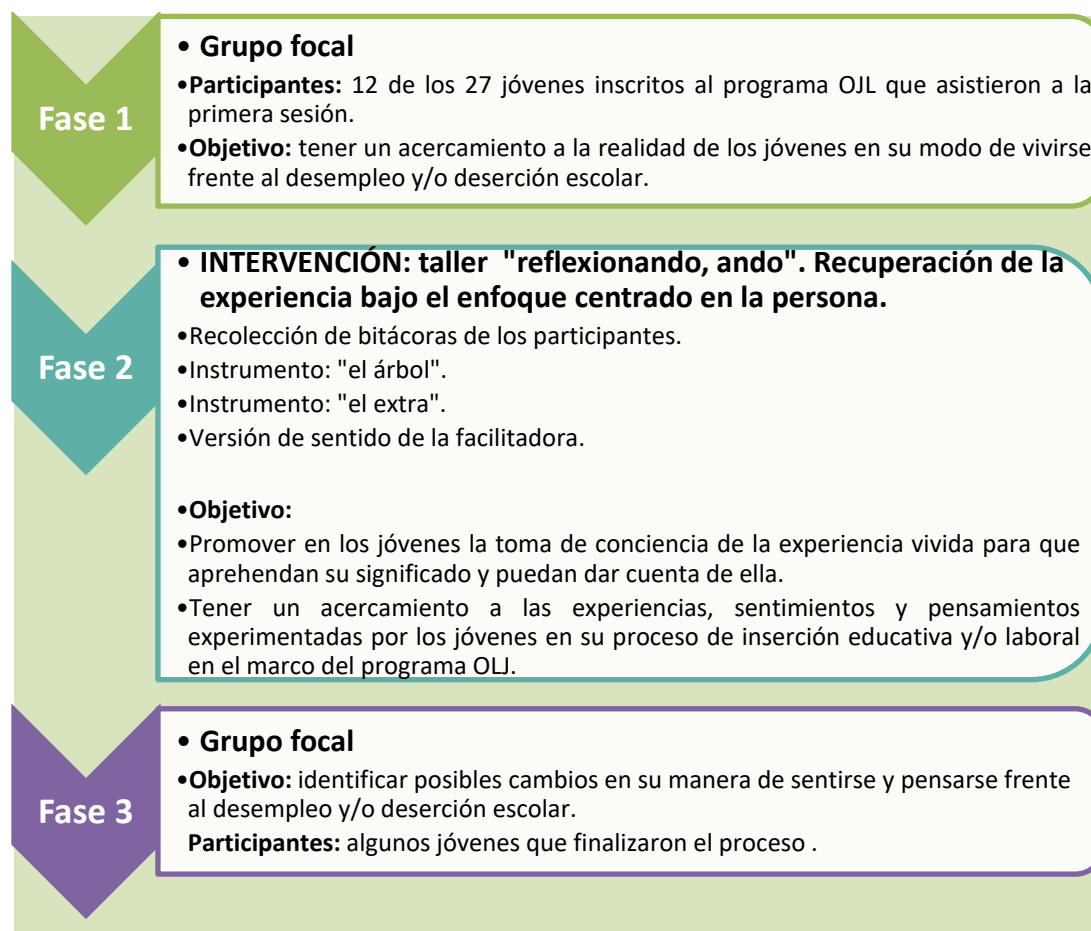 Fase 1
• Grupo focal
•Participantes: 12 de los 27 jóvenes inscritos al programa OJL que asistieron a la
primera sesión.
•Objetivo: tener un acercamiento a la realidad de los jóvenes en su modo de vivirse
frente al desempleo y/o deserción escolar.
Fase 2
• INTERVENCIÓN: taller "reflexionando, ando". Recuperación de la
experiencia bajo el enfoque centrado en la persona.
•Recolección de bitácoras de los participantes.
•Instrumento: "el árbol".
•Instrumento: "el extra".
•Versión de sentido de la facilitadora.
•Objetivo:
•Promover en los jóvenes la toma de conciencia de la experiencia vivida para que
aprehendan su significado y puedan dar cuenta de ella.
•Tener un acercamiento a las experiencias, sentimientos y pensamientos
experimentadas por los jóvenes en su proceso de inserción educativa y/o laboral
en el marco del programa OLJ.
Fase 3
• Grupo focal
•Objetivo: identificar posibles cambios en su manera de sentirse y pensarse frente
al desempleo y/o deserción escolar.
Participantes: algunos jóvenes que finalizaron el proceso .